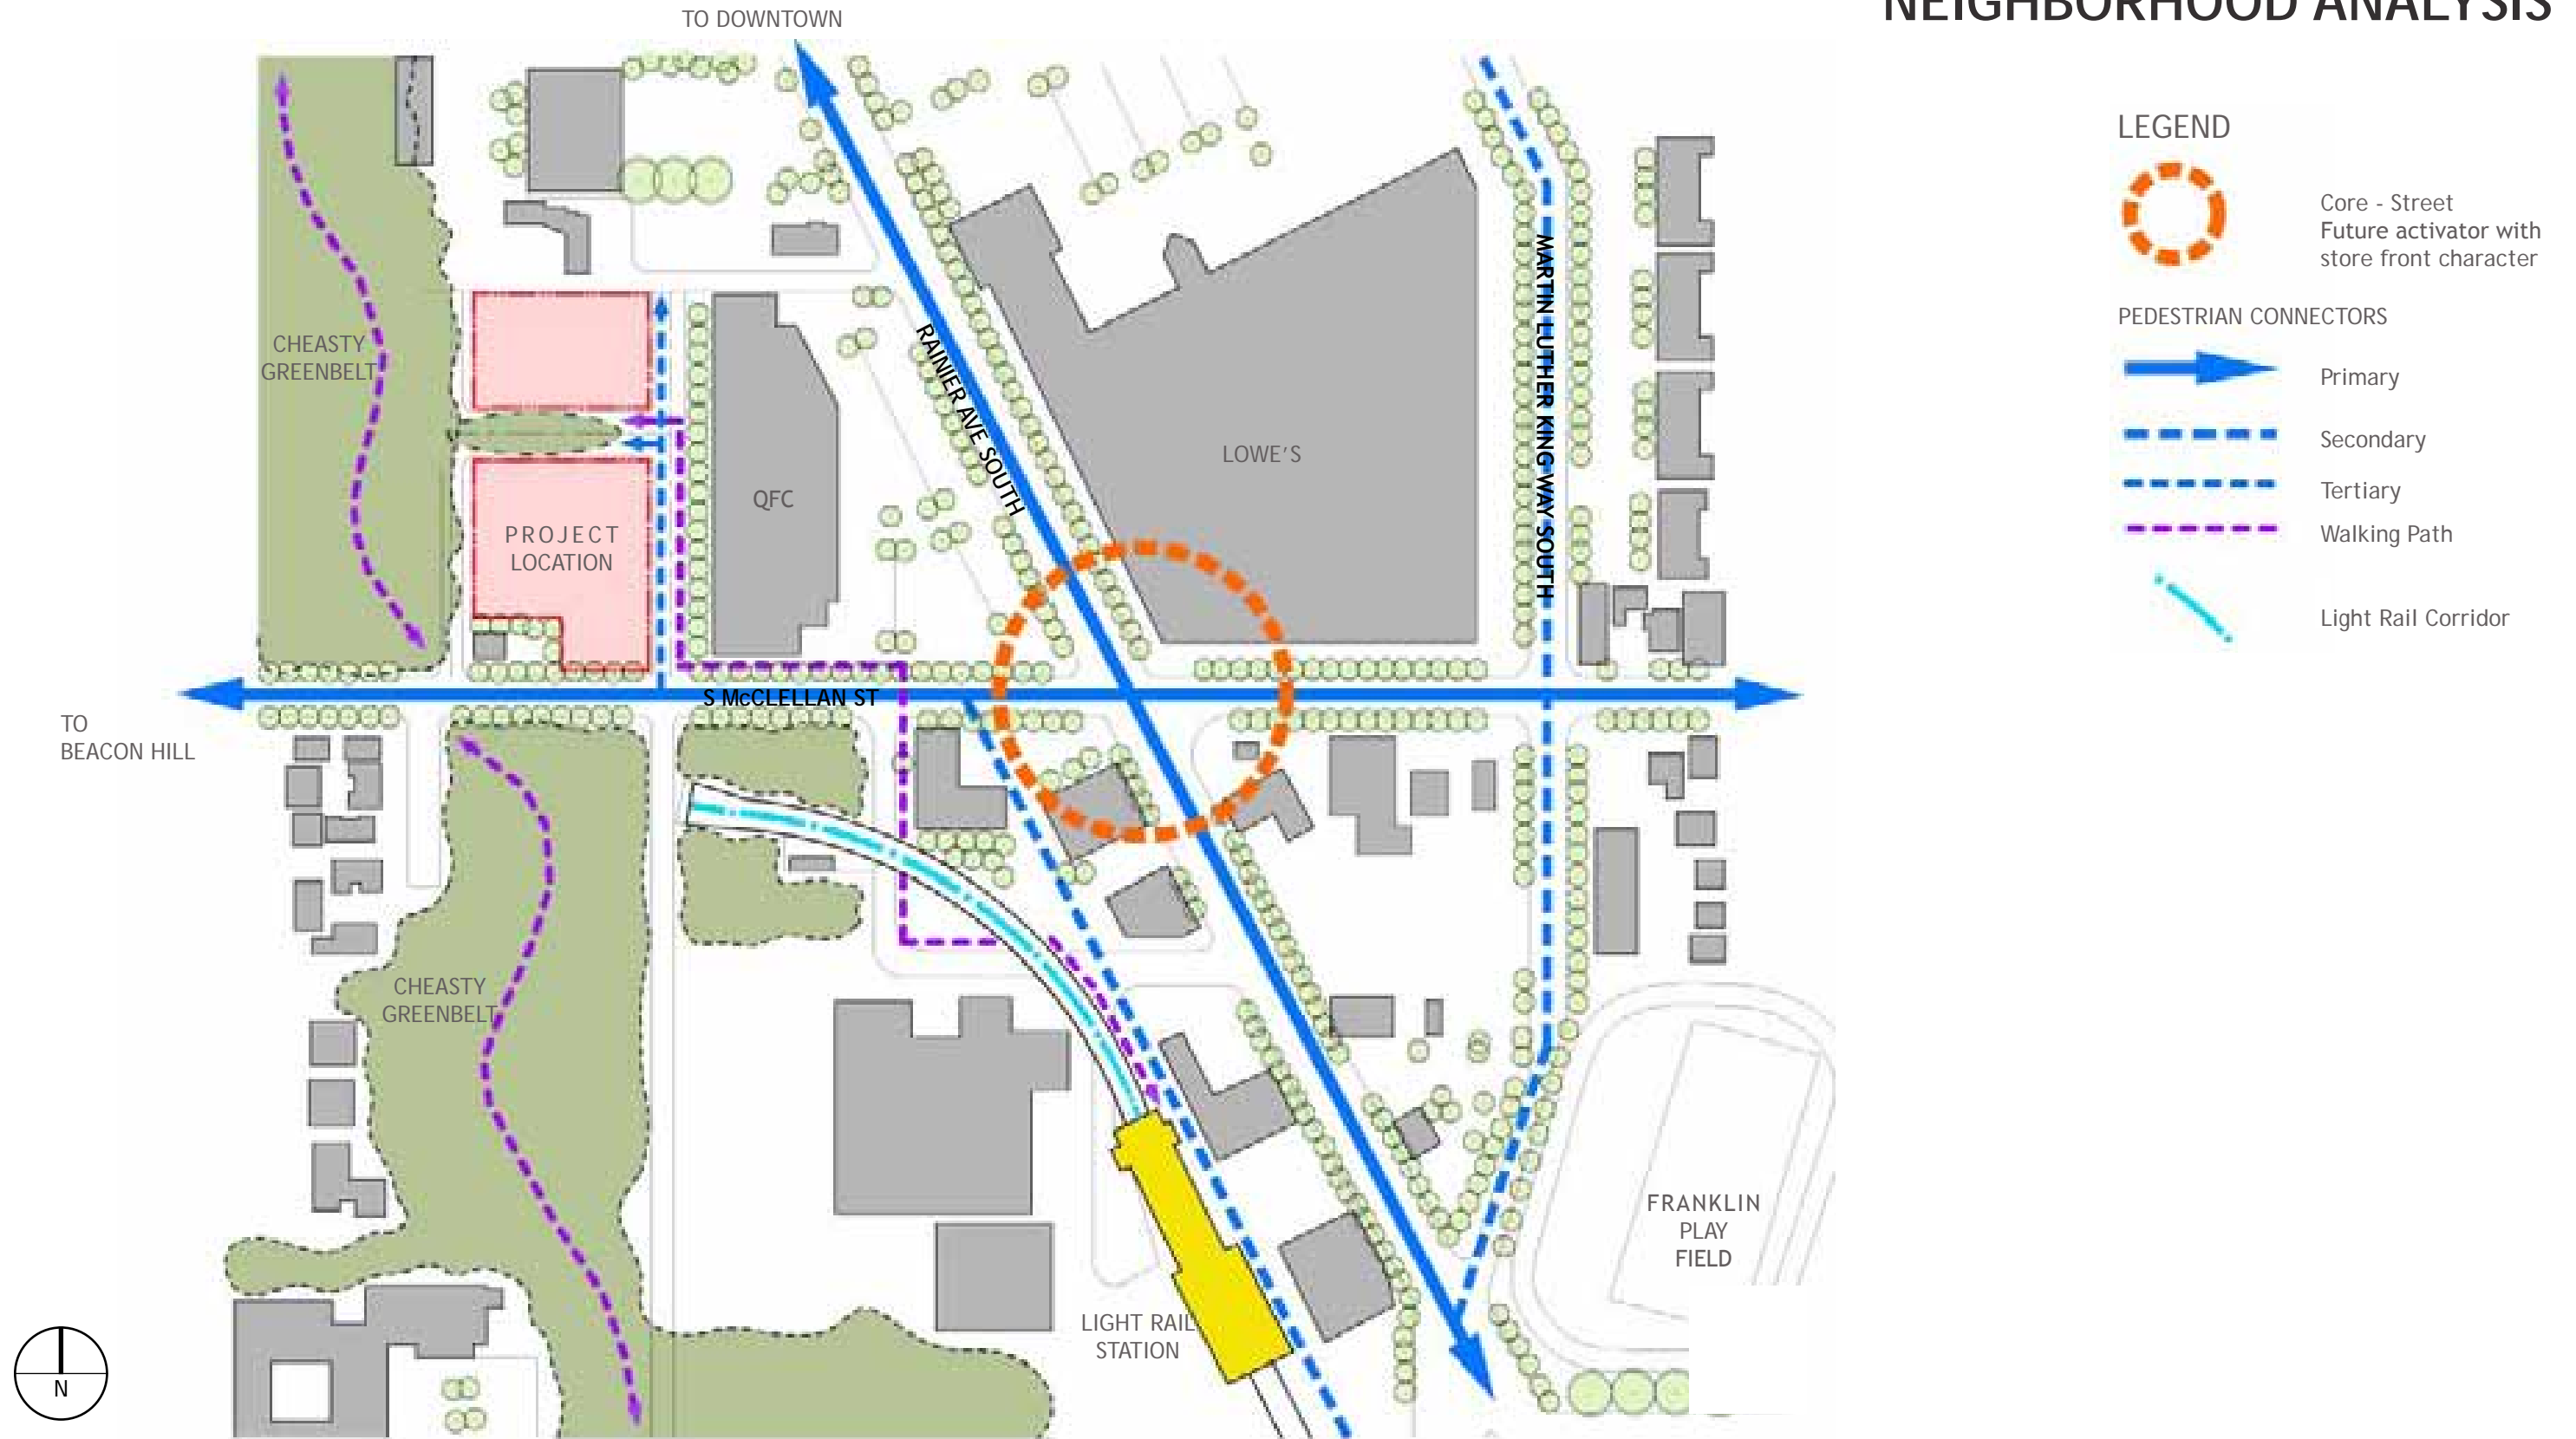 NEIGHBORHOOD ANALYSIS
TO DOWNTOWN
LEGEND
Core - Street
Future activator with
store front character
PEDESTRIAN CONNECTORS
Primary
Secondary
Tertiary
Walking Path
Light Rail Corridor
CHEASTY
GREENBELT
PROJECT
LOCATION
QFC
RAINIER AVE SOUTH
LOWE'S
MARTIN LUTHER KING WAY SOUTH
S McCLELLAN ST
TO
BEACON HILL
CHEASTY
GREENBELT
FRANKLIN
PLAY
FIELD
LIGHT RAIL
STATION
N